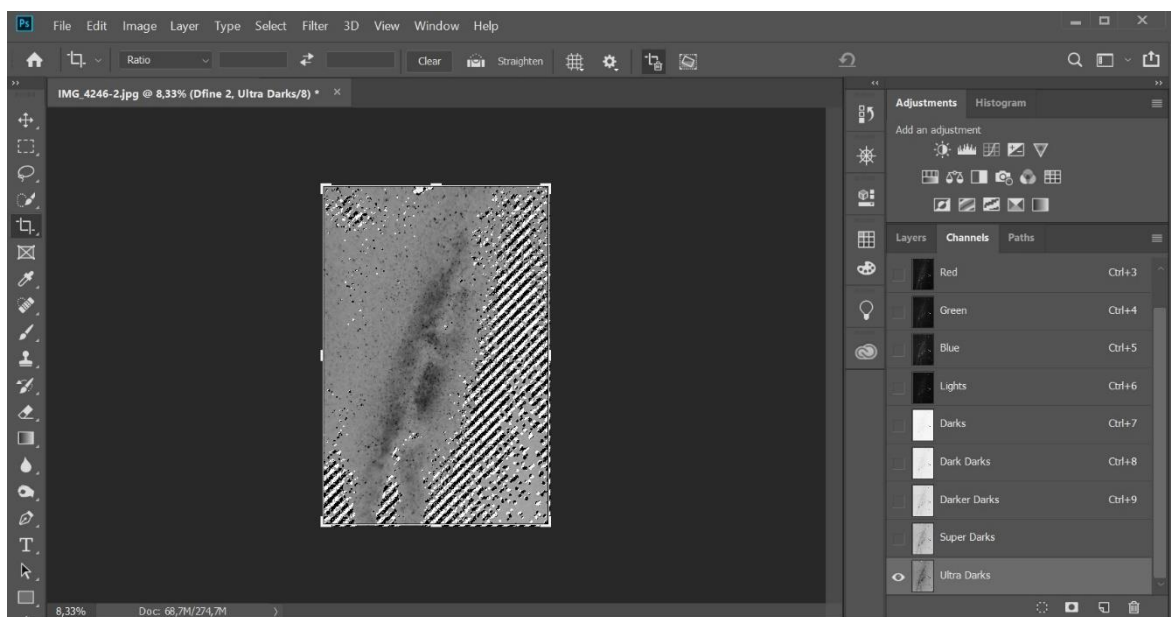 Ps File Edit Image Layer Type Select Filter 3D View Window Help
Ratio Clear Straighten
IMG_4246-2.jpg @ 8,33% (Dfine 2, Ultra Darks/8) * ×
Adjustments Histogram
Add an adjustment
Layers Channels Paths
Red Ctrl+3
Green Ctrl+4
Blue Ctrl+5
Lights Ctrl+6
Darks Ctrl+7
Dark Darks Ctrl+8
Darker Darks Ctrl+9
Super Darks
Ultra Darks
8,33% Doc: 68,7M/274,7M